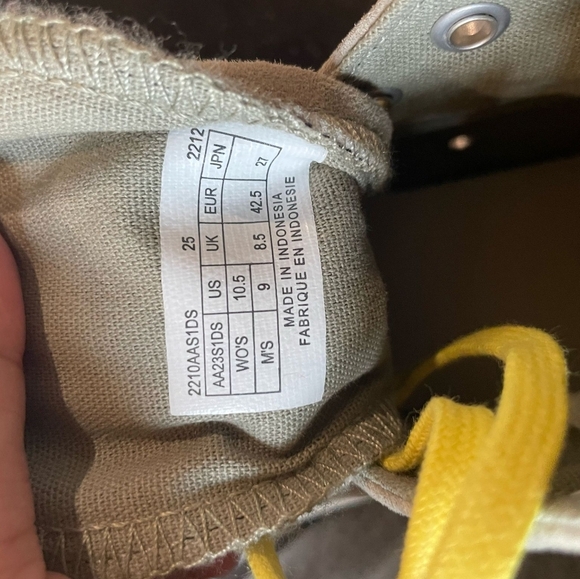 2210AAS1DS 25 2212
AA23S1DS US UK EUR JPN
WO'S 10.5
M'S 9 8.5 42.5 27
MADE IN INDONESIA
FABRIQUE EN INDONESIE